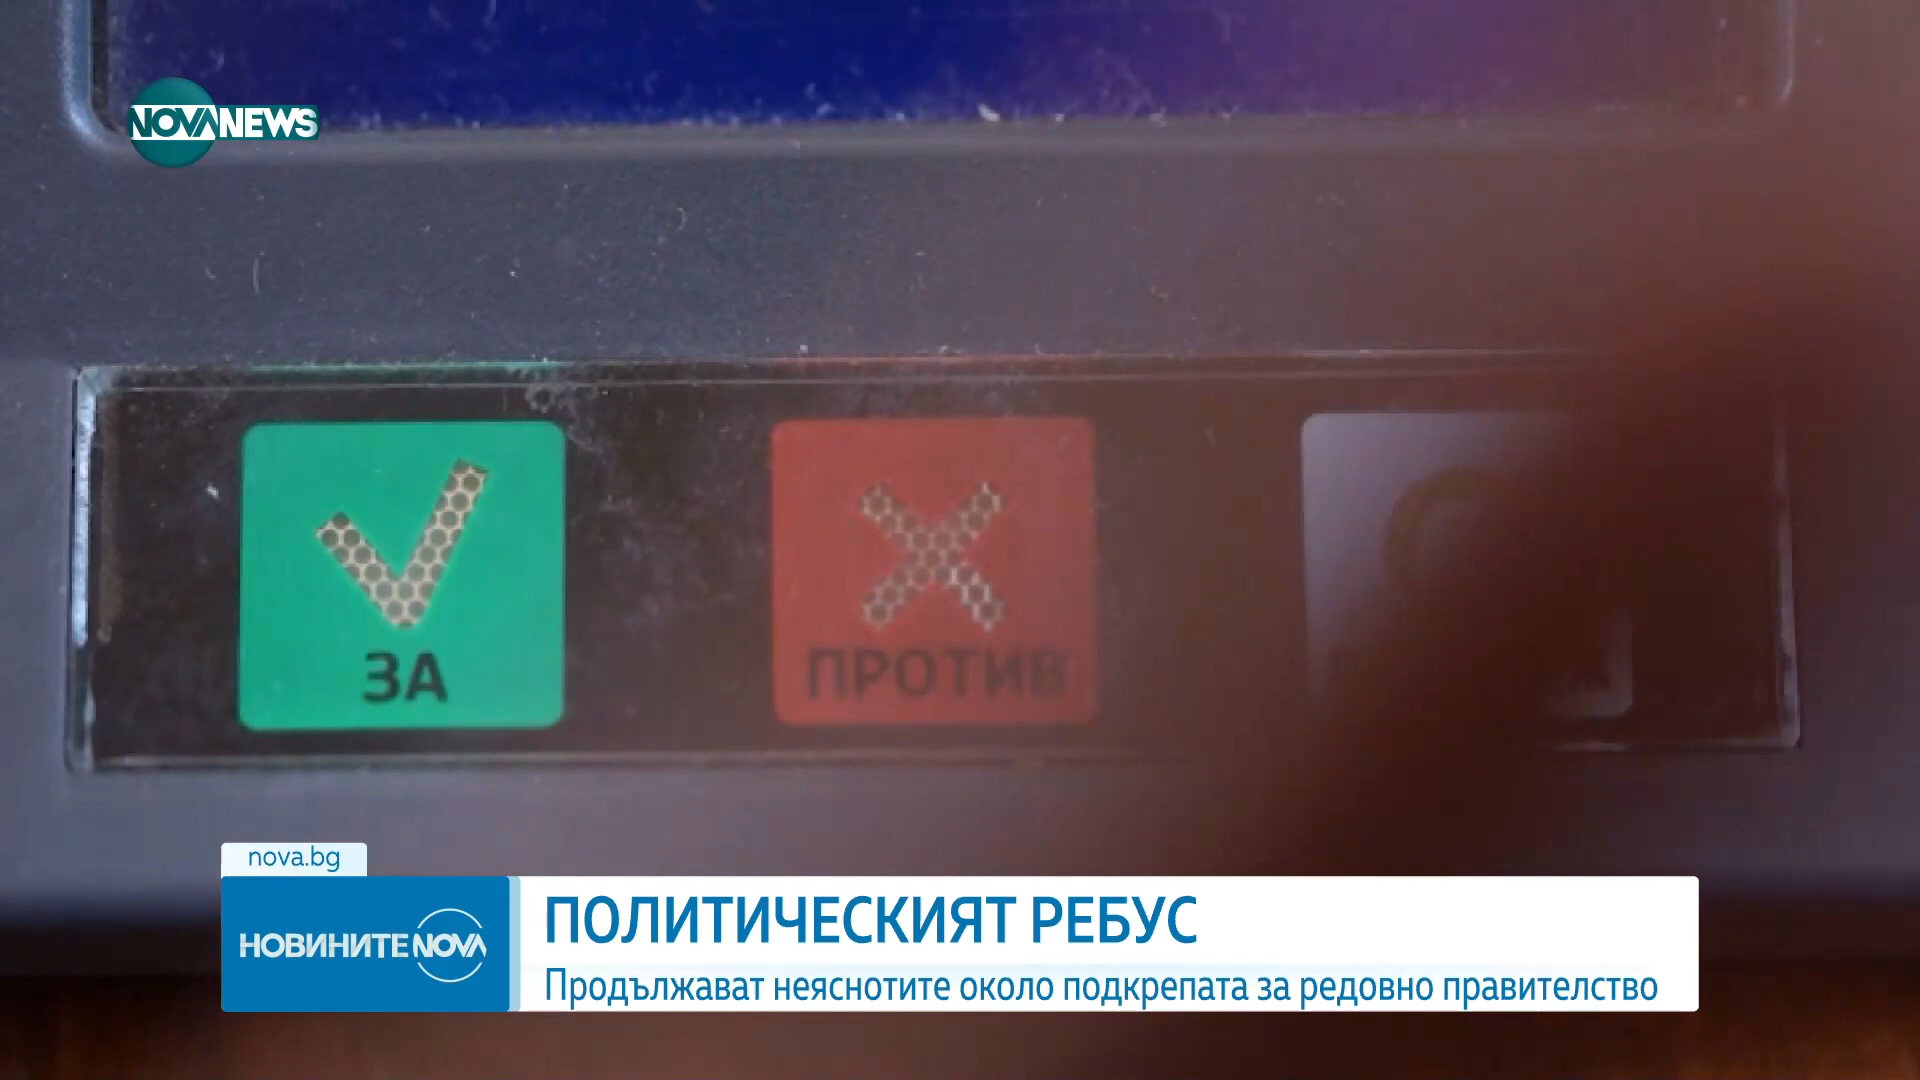 NOVANEWS
ЗА
ПРОТИВ
nova.bg
НОВИНИТЕ NOVA
ПОЛИТИЧЕСКИЯТ РЕБУС
Продължават неяснотите около подкрепата за редовно правителство